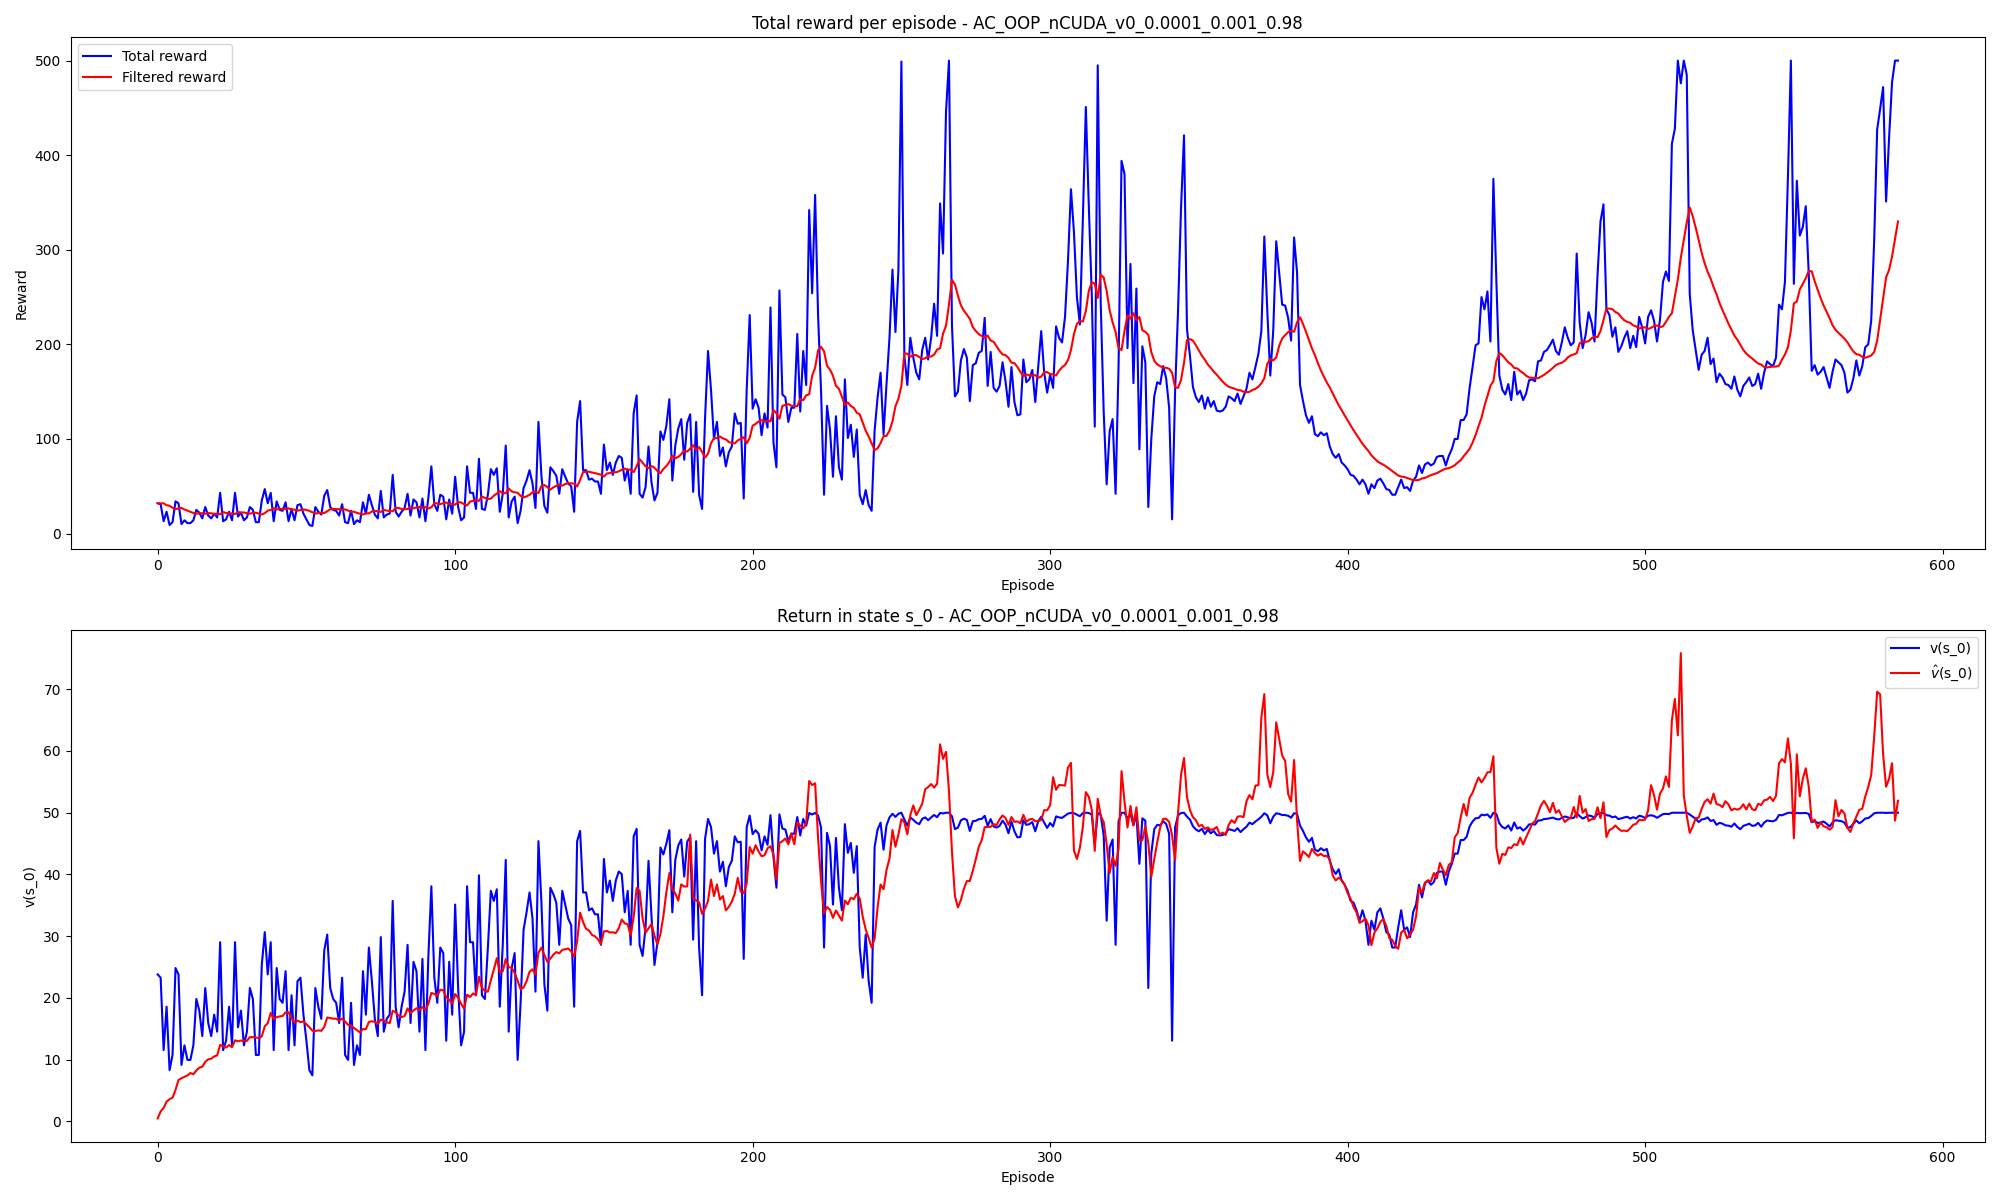 Total reward per episode - AC_OOP_nCUDA_v0_0.0001_0.001_0.98
Total reward
Filtered reward
500
400
300
200
100
0
Reward
0 100 200 300 400 500 600
Episode
Return in state s_0 - AC_OOP_nCUDA_v0_0.0001_0.001_0.98
v(s_0)
v̂(s_0)
70
60
50
40
30
20
10
0
v(s_0)
0 100 200 300 400 500 600
Episode